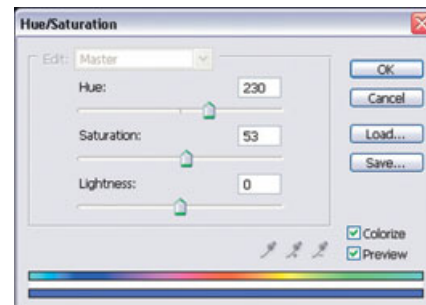 Hue/Saturation
Edit: Master
Hue: 230
Saturation: 53
Lightness: 0
OK
Cancel
Load...
Save...
Colorize
Preview